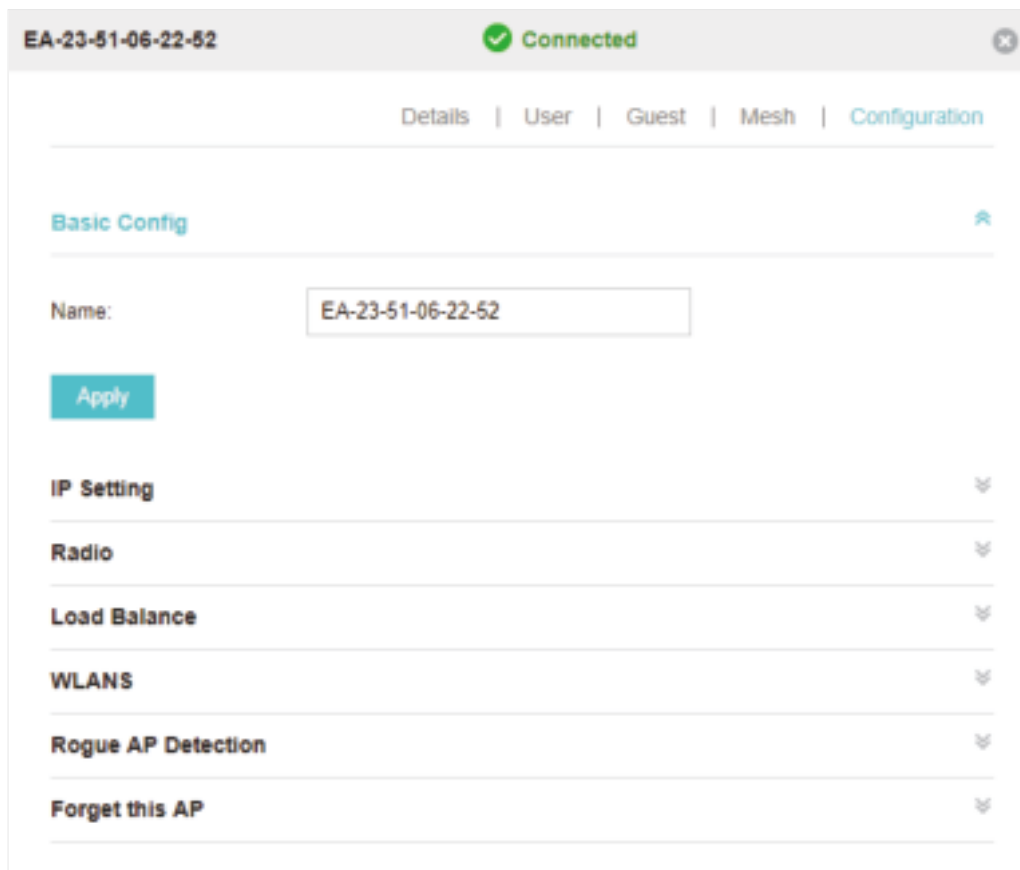 EA-23-51-06-22-52 Connected
Details | User | Guest | Mesh | Configuration
Basic Config
Name: EA-23-51-06-22-52
Apply
IP Setting
Radio
Load Balance
WLANS
Rogue AP Detection
Forget this AP